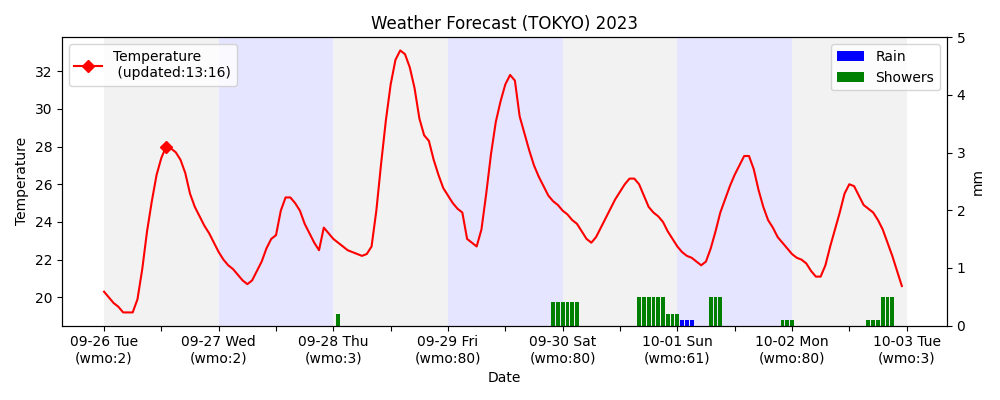 Weather Forecast (TOKYO) 2023
Temperature
(updated:13:16)
Rain
Showers
Temperature
32
30
28
26
24
22
20
5
4
3
2
1
0
mm
09-26 Tue
(wmo:2)
09-27 Wed
(wmo:2)
09-28 Thu
(wmo:3)
09-29 Fri
(wmo:80)
09-30 Sat
(wmo:80)
10-01 Sun
(wmo:61)
10-02 Mon
(wmo:80)
10-03 Tue
(wmo:3)
Date